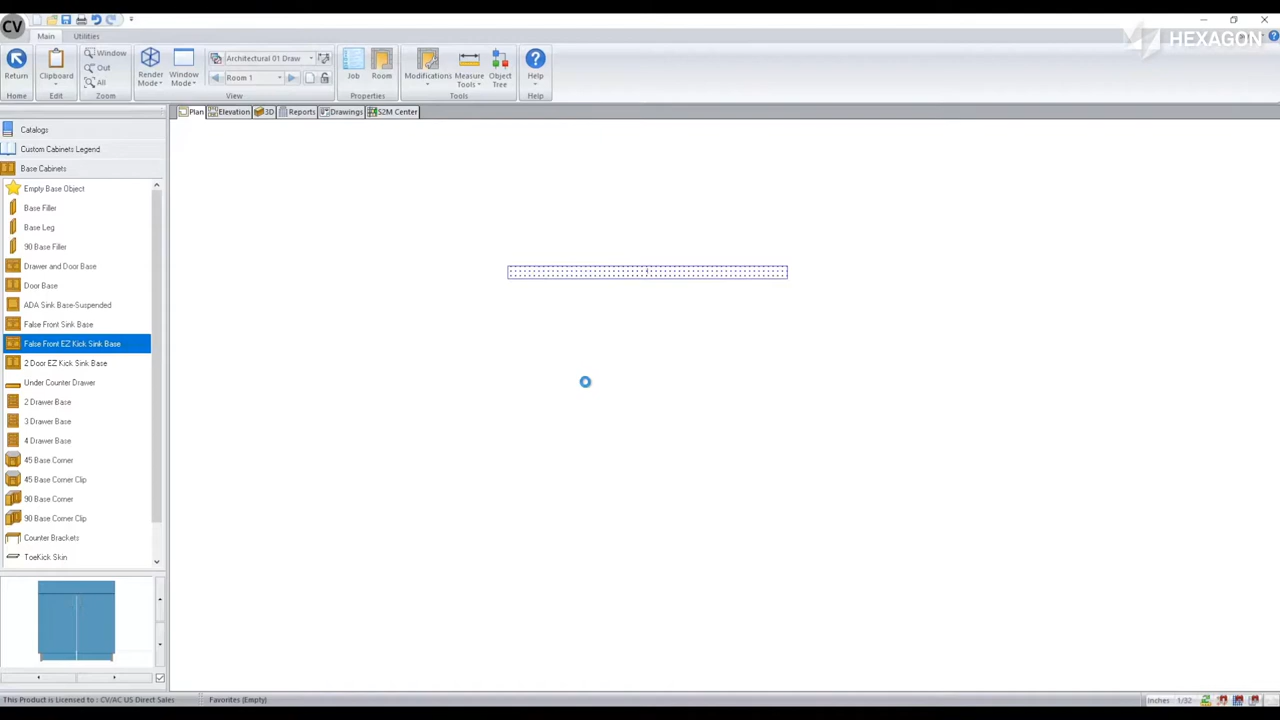 CV
HEXAGON
Main Utilities
Return
Clipboard
Window
Out
All
Render Mode
Window Mode
Architectural 01 Draw
Room 1
Job
Room
Modifications
Measure Tools
Object Tree
Help
Home
Edit
Zoom
View
Properties
Tools
Help
Plan Elevation 3D Reports Drawings S2M Center
Catalogs
Custom Cabinets Legend
Base Cabinets
Empty Base Object
Base Filler
Base Leg
90 Base Filler
Drawer and Door Base
Door Base
ADA Sink Base-Suspended
False Front Sink Base
False Front EZ Kick Sink Base
2 Door EZ Kick Sink Base
Under Counter Drawer
2 Drawer Base
3 Drawer Base
4 Drawer Base
45 Base Corner
45 Base Corner Clip
90 Base Corner
90 Base Corner Clip
Counter Brackets
ToeKick Skin
This Product is Licensed to : CV/AC US Direct Sales Favorites (Empty) Inches 1/32